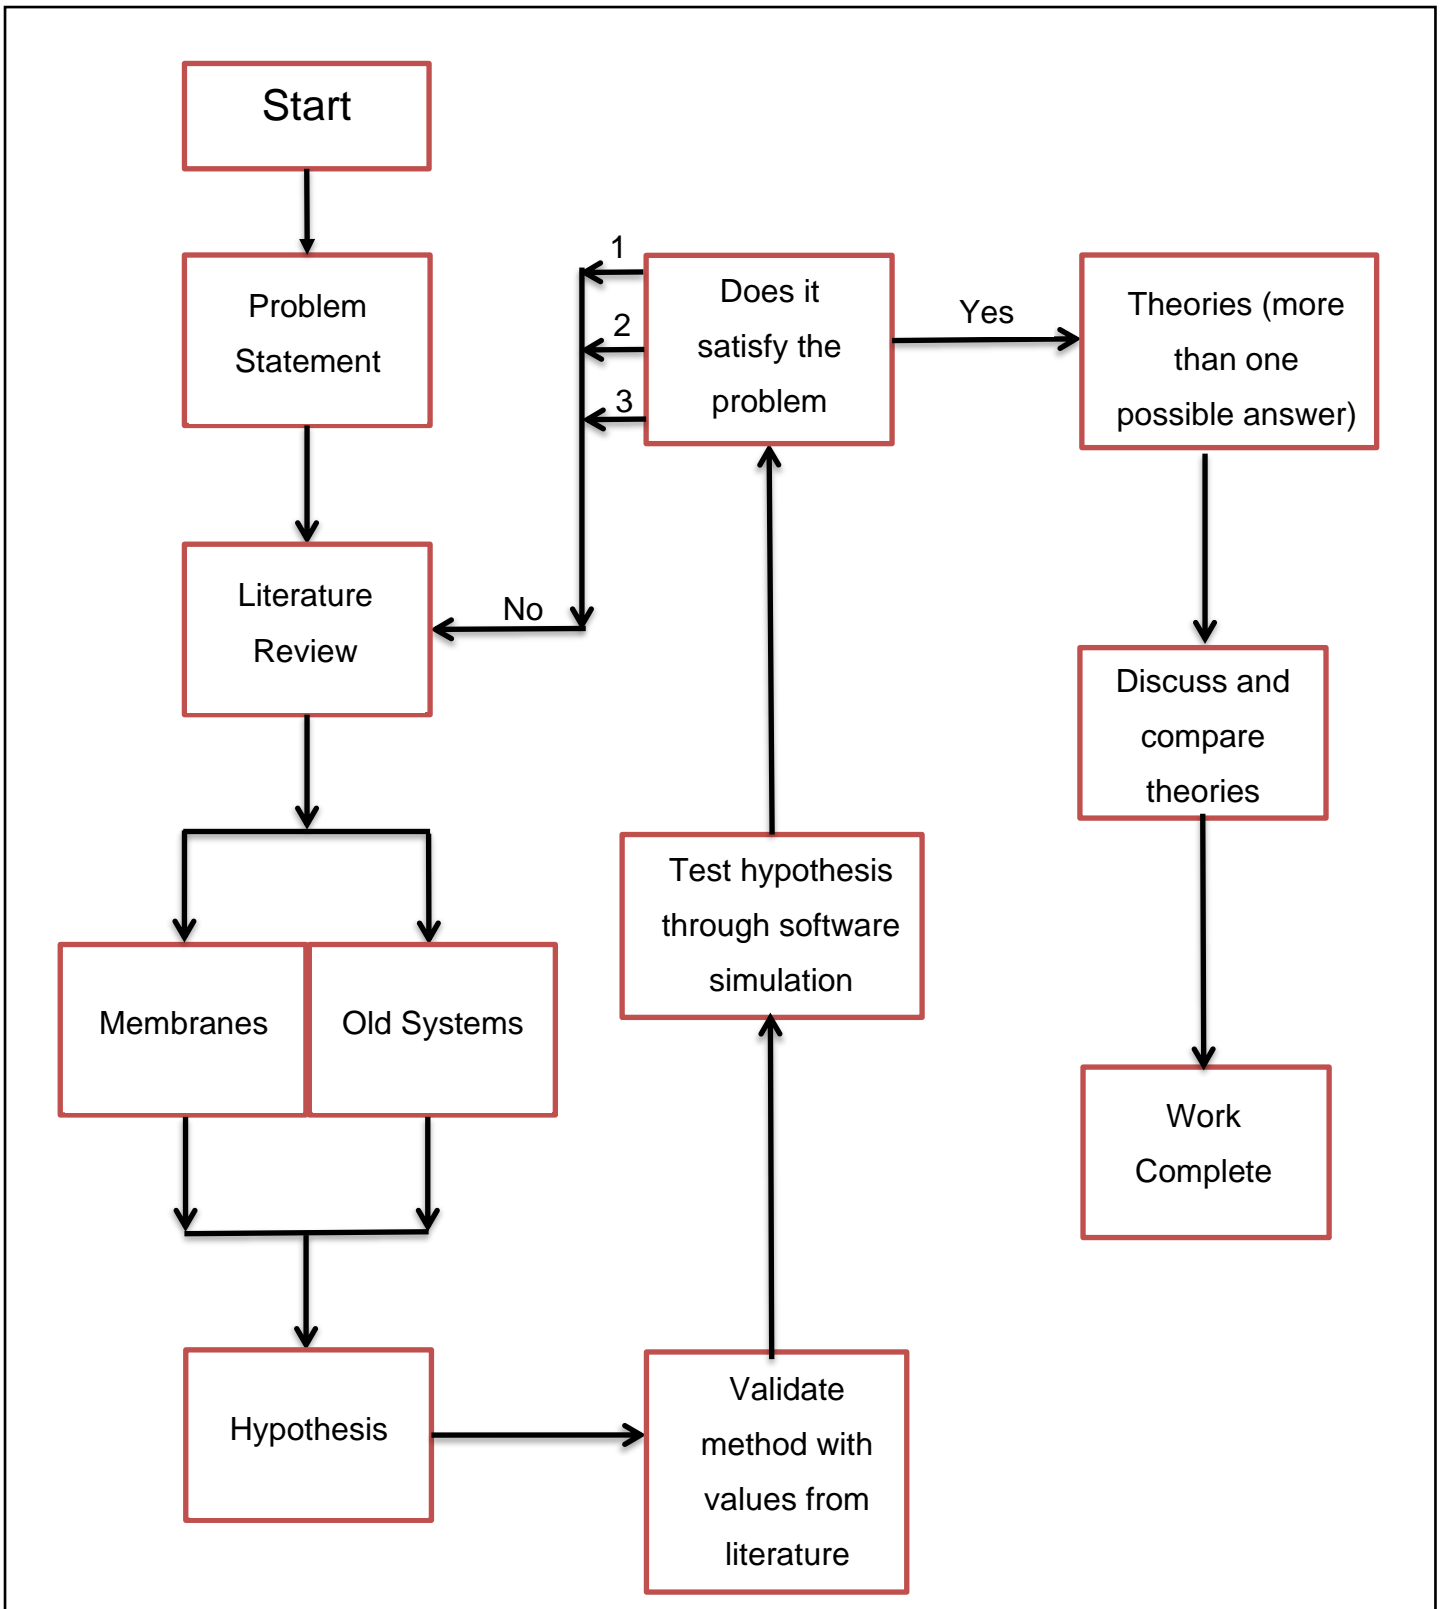 Start
Problem
Statement
Literature
Review
Membranes
Old Systems
Hypothesis
Validate
method with
values from
literature
Test hypothesis
through software
simulation
Does it
satisfy the
problem
1
2
3
No
Yes
Theories (more
than one
possible answer)
Discuss and
compare
theories
Work
Complete